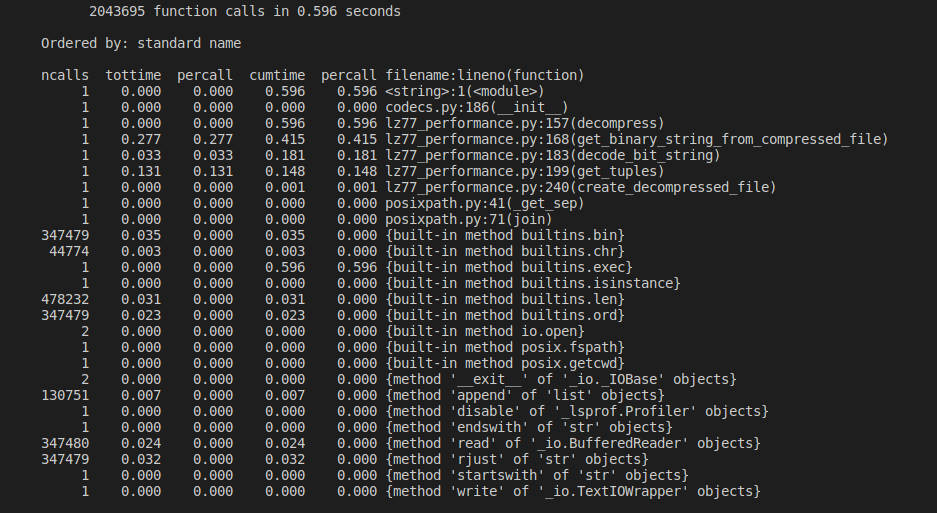 2043695 function calls in 0.596 seconds
Ordered by: standard name
ncalls tottime percall cumtime percall filename:lineno(function)
1 0.000 0.000 0.596 0.596 <string>:1(<module>)
1 0.000 0.000 0.000 0.000 codecs.py:186(__init__)
1 0.000 0.000 0.596 0.596 lz77_performance.py:157(decompress)
1 0.277 0.277 0.415 0.415 lz77_performance.py:168(get_binary_string_from_compressed_file)
1 0.033 0.033 0.181 0.181 lz77_performance.py:183(decode_bit_string)
1 0.131 0.131 0.148 0.148 lz77_performance.py:199(get_tuples)
1 0.000 0.000 0.001 0.001 lz77_performance.py:240(create_decompressed_file)
1 0.000 0.000 0.000 0.000 posixpath.py:41(_get_sep)
1 0.000 0.000 0.000 0.000 posixpath.py:71(join)
347479 0.035 0.000 0.035 0.000 {built-in method builtins.bin}
44774 0.003 0.000 0.003 0.000 {built-in method builtins.chr}
1 0.000 0.000 0.596 0.596 {built-in method builtins.exec}
1 0.000 0.000 0.000 0.000 {built-in method builtins.isinstance}
478232 0.031 0.000 0.031 0.000 {built-in method builtins.len}
347479 0.023 0.000 0.023 0.000 {built-in method builtins.ord}
2 0.000 0.000 0.000 0.000 {built-in method io.open}
1 0.000 0.000 0.000 0.000 {built-in method posix.fspath}
1 0.000 0.000 0.000 0.000 {built-in method posix.getcwd}
2 0.000 0.000 0.000 0.000 {method '__exit__' of '_io._IOBase' objects}
130751 0.007 0.000 0.007 0.000 {method 'append' of 'list' objects}
1 0.000 0.000 0.000 0.000 {method 'disable' of '_lsprof.Profiler' objects}
1 0.000 0.000 0.000 0.000 {method 'endswith' of 'str' objects}
347480 0.024 0.000 0.024 0.000 {method 'read' of '_io.BufferedReader' objects}
347479 0.032 0.000 0.032 0.000 {method 'rjust' of 'str' objects}
1 0.000 0.000 0.000 0.000 {method 'startswith' of 'str' objects}
1 0.000 0.000 0.000 0.000 {method 'write' of '_io.TextIOWrapper' objects}